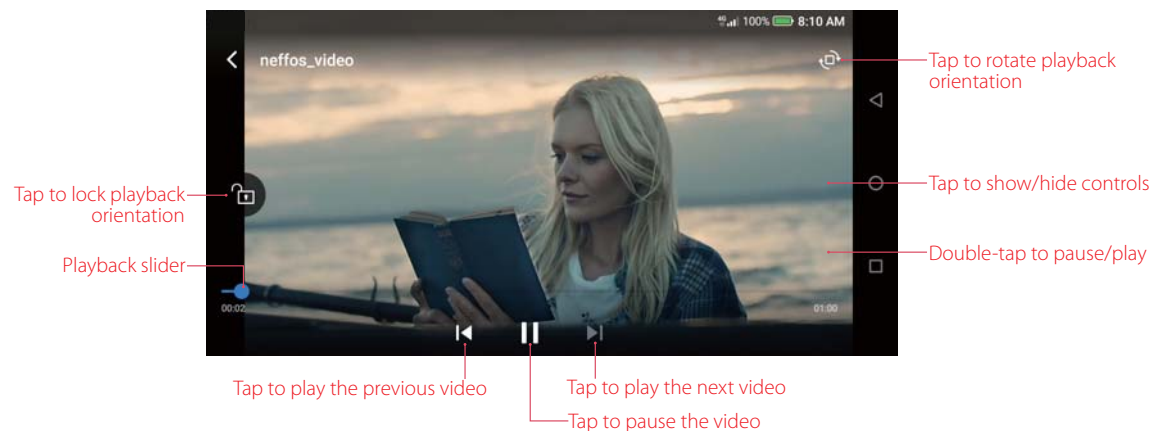 4G 100% 8:10 AM
neffos_video
Tap to rotate playback
orientation
Tap to lock playback
orientation
Tap to show/hide controls
Double-tap to pause/play
Playback slider
00:02
01:00
Tap to play the previous video
Tap to play the next video
Tap to pause the video